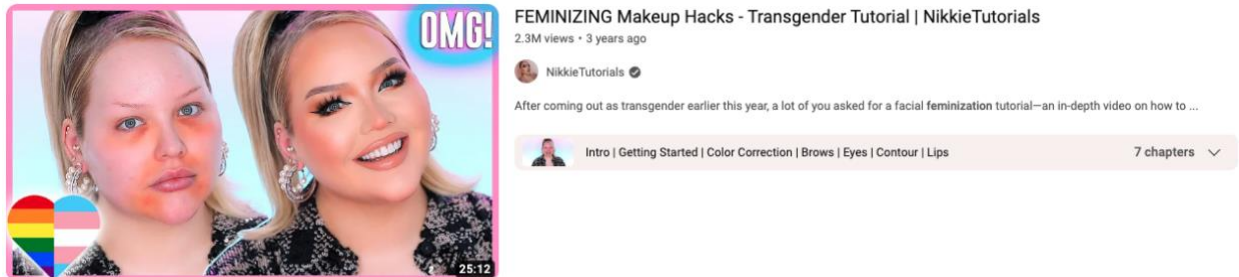 OMG!
25:12
FEMINIZING Makeup Hacks - Transgender Tutorial | NikkieTutorials
2.3M views • 3 years ago
NikkieTutorials
After coming out as transgender earlier this year, a lot of you asked for a facial feminization tutorial—an in-depth video on how to ...
Intro | Getting Started | Color Correction | Brows | Eyes | Contour | Lips
7 chapters